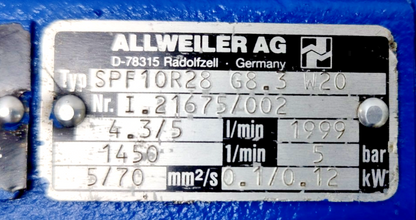 ALLWEILER AG
D-78315 Radolfzell · Germany
Typ SPF10R28 G8.3 W20
Nr. I.21675/002
4.3/5 l/min 1999
1450 1/min 5 bar
5/70 mm²/s 0.1/0.12 kW